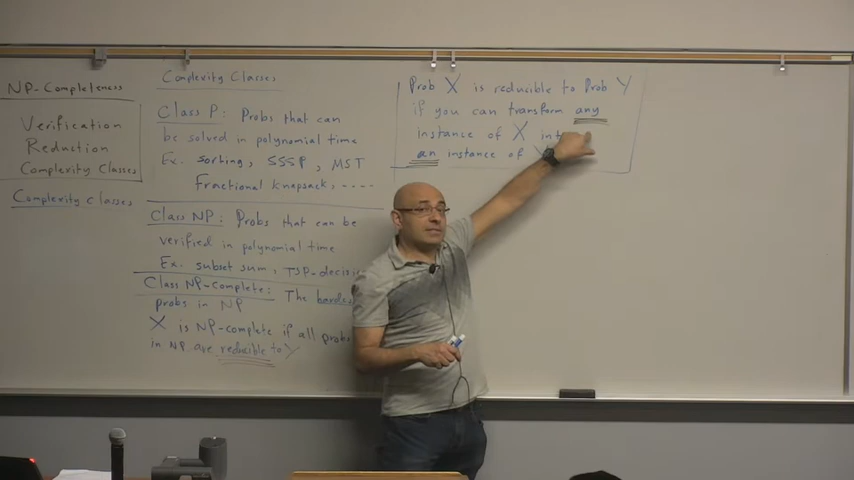 NP-Completeness
Verification
Reduction
Complexity Classes
Complexity Classes
Complexity Classes
Class P: Probs that can
be solved in polynomial time
Ex. sorting, SSSP, MST
Fractional knapsack, ----
Class NP: Probs that can be
verified in polynomial time
Ex. subset sum, TSP-decisi
Class NP-Complete: The hardes
probs in NP
X is NP-complete if all probs
in NP are reducible to Y
Prob X is reducible to Prob Y
if you can transform any
instance of X int
an instance of